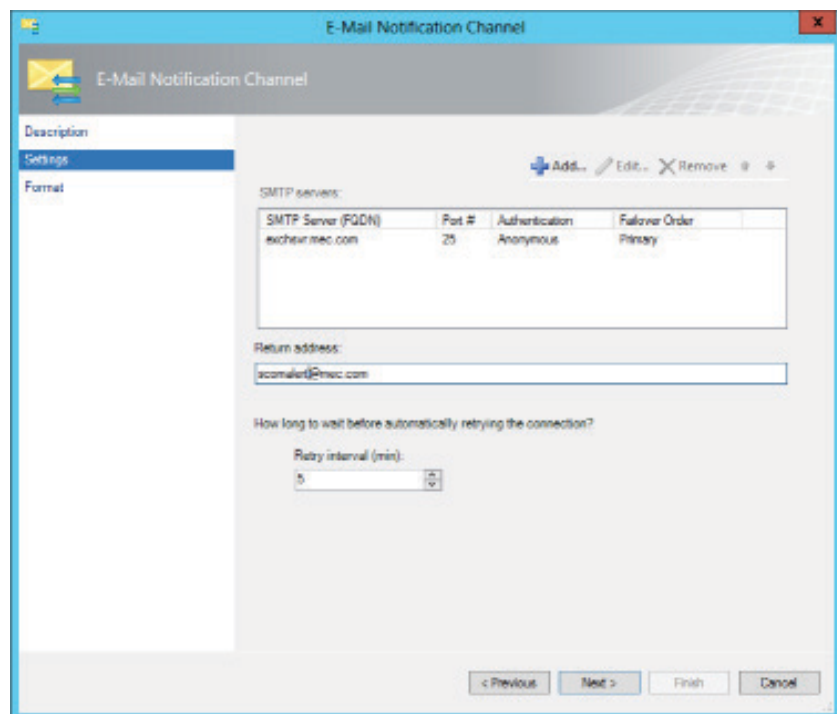 E-Mail Notification Channel
x
E-Mail Notification Channel
Description
Settings
Format
Add... Edit... Remove
SMTP servers:
SMTP Server (FQDN) Port # Authentication Failover Order
exchsvr.mec.com 25 Anonymous Primary
Return address:
scomalert@mec.com
How long to wait before automatically retrying the connection?
Retry interval (min):
5
< Previous Next > Finish Cancel